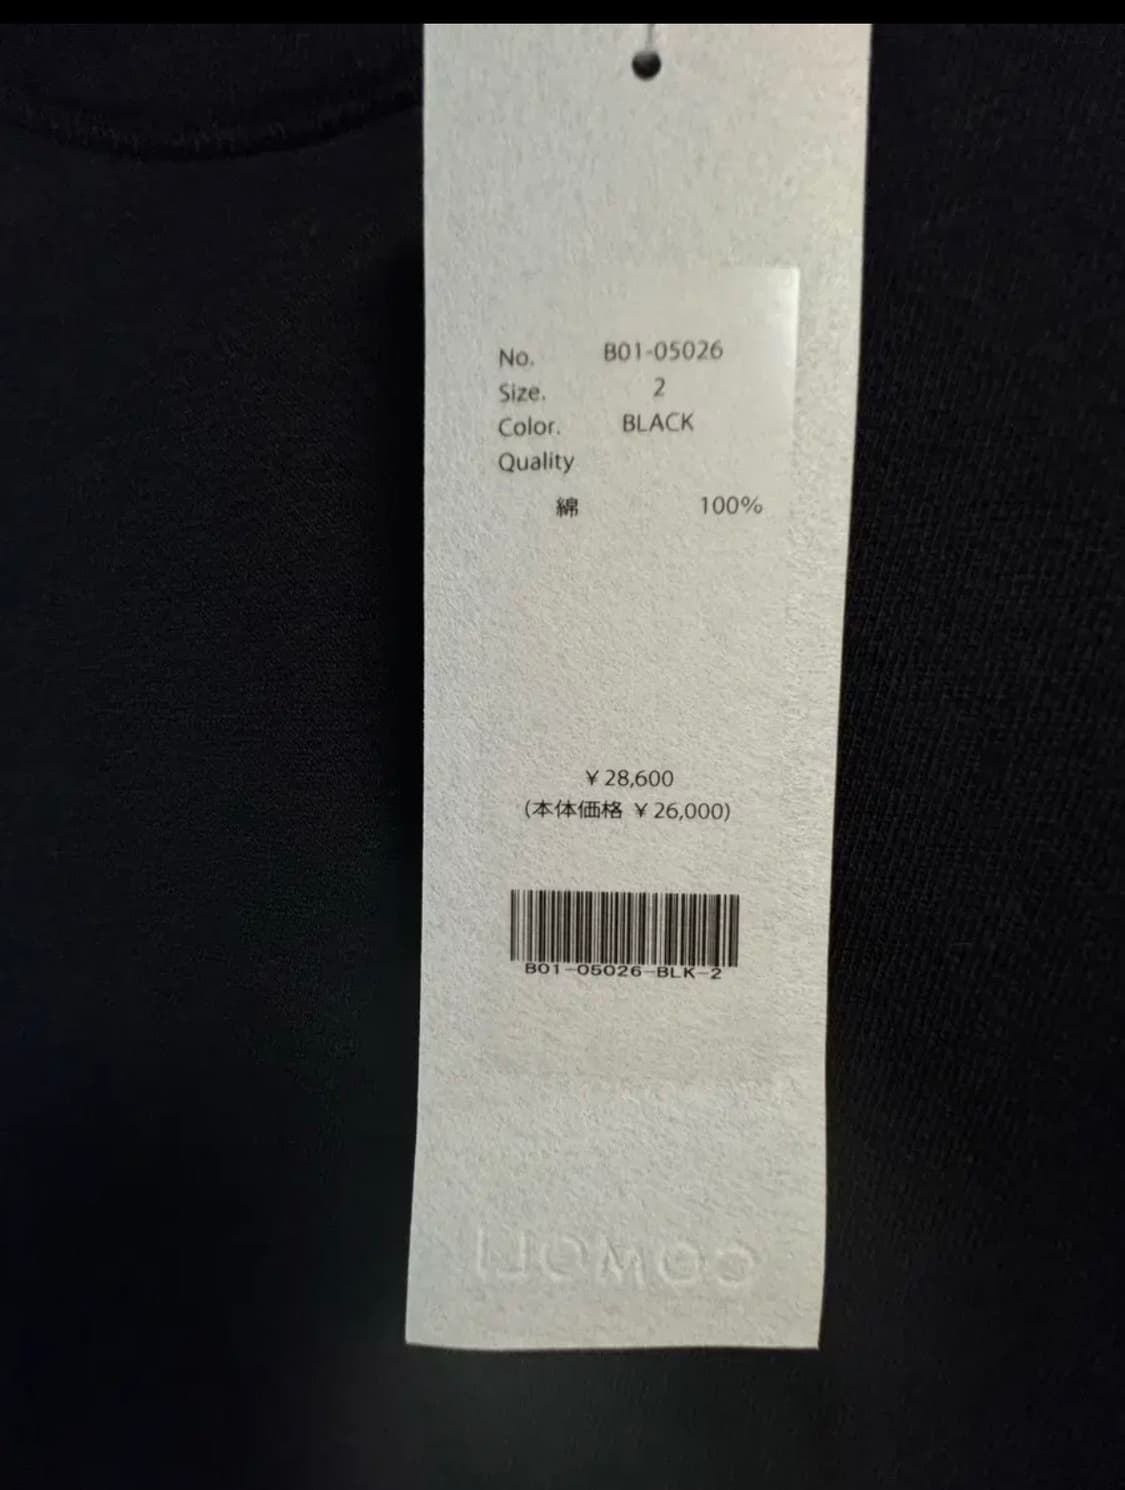 No. B01-05026
Size. 2
Color. BLACK
Quality
綿 100%
¥28,600
(本体価格 ¥26,000)
B01-05026-BLK-2
COMOLI